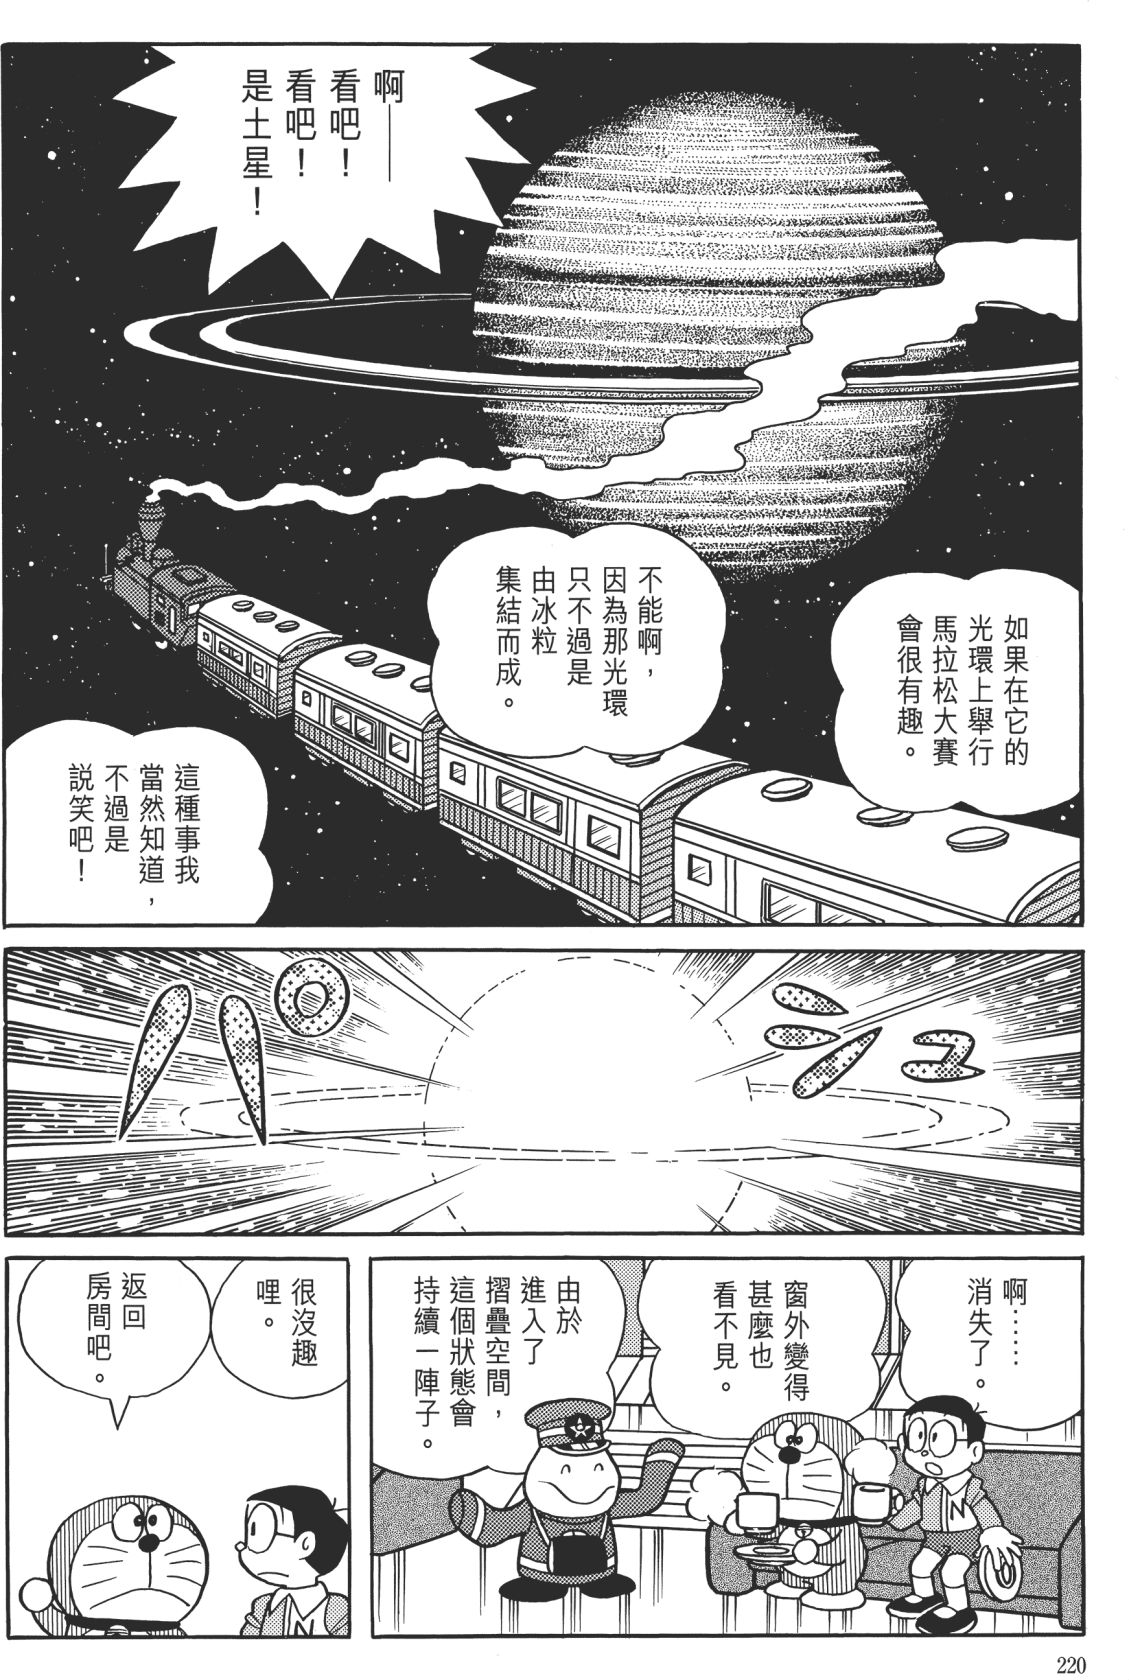 啊——
看吧！
看吧！
是土星！
如果在它的
光環上舉行
馬拉松大賽
會很有趣。
不能啊，
因為那光環
只不過是
由冰粒
集結而成。
這種事我
當然知道，
不過是
說笑吧！
パシュ
啊……
消失了。
窗外變得
甚麼也
看不見。
由於
進入了
摺疊空間，
這個狀態會
持續一陣子。
N
很沒趣
哩。
返回
房間吧。
N
220